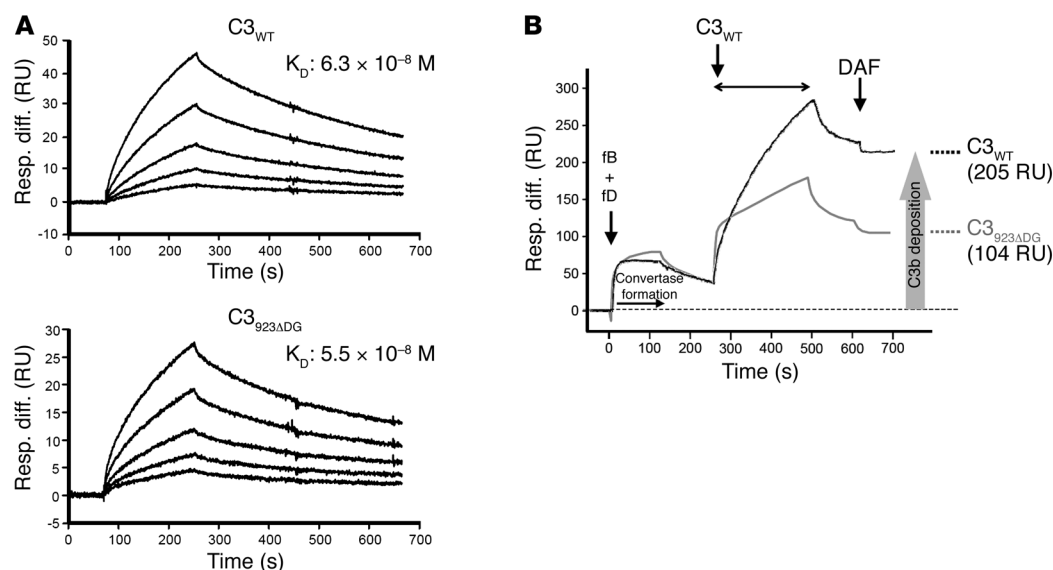 A
C3WT
KD: 6.3 × 10⁻⁸ M
Resp. diff. (RU)
50
40
30
20
10
0
-10
0 100 200 300 400 500 600 700
Time (s)
C3923ΔDG
KD: 5.5 × 10⁻⁸ M
Resp. diff. (RU)
30
25
20
15
10
5
0
-5
0 100 200 300 400 500 600 700
Time (s)
B
C3WT
DAF
fB
+
fD
Resp. diff. (RU)
300
250
200
150
100
50
0
Convertase
formation
C3b deposition
C3WT
(205 RU)
C3923ΔDG
(104 RU)
-50 0 100 200 300 400 500 600 700
Time (s)